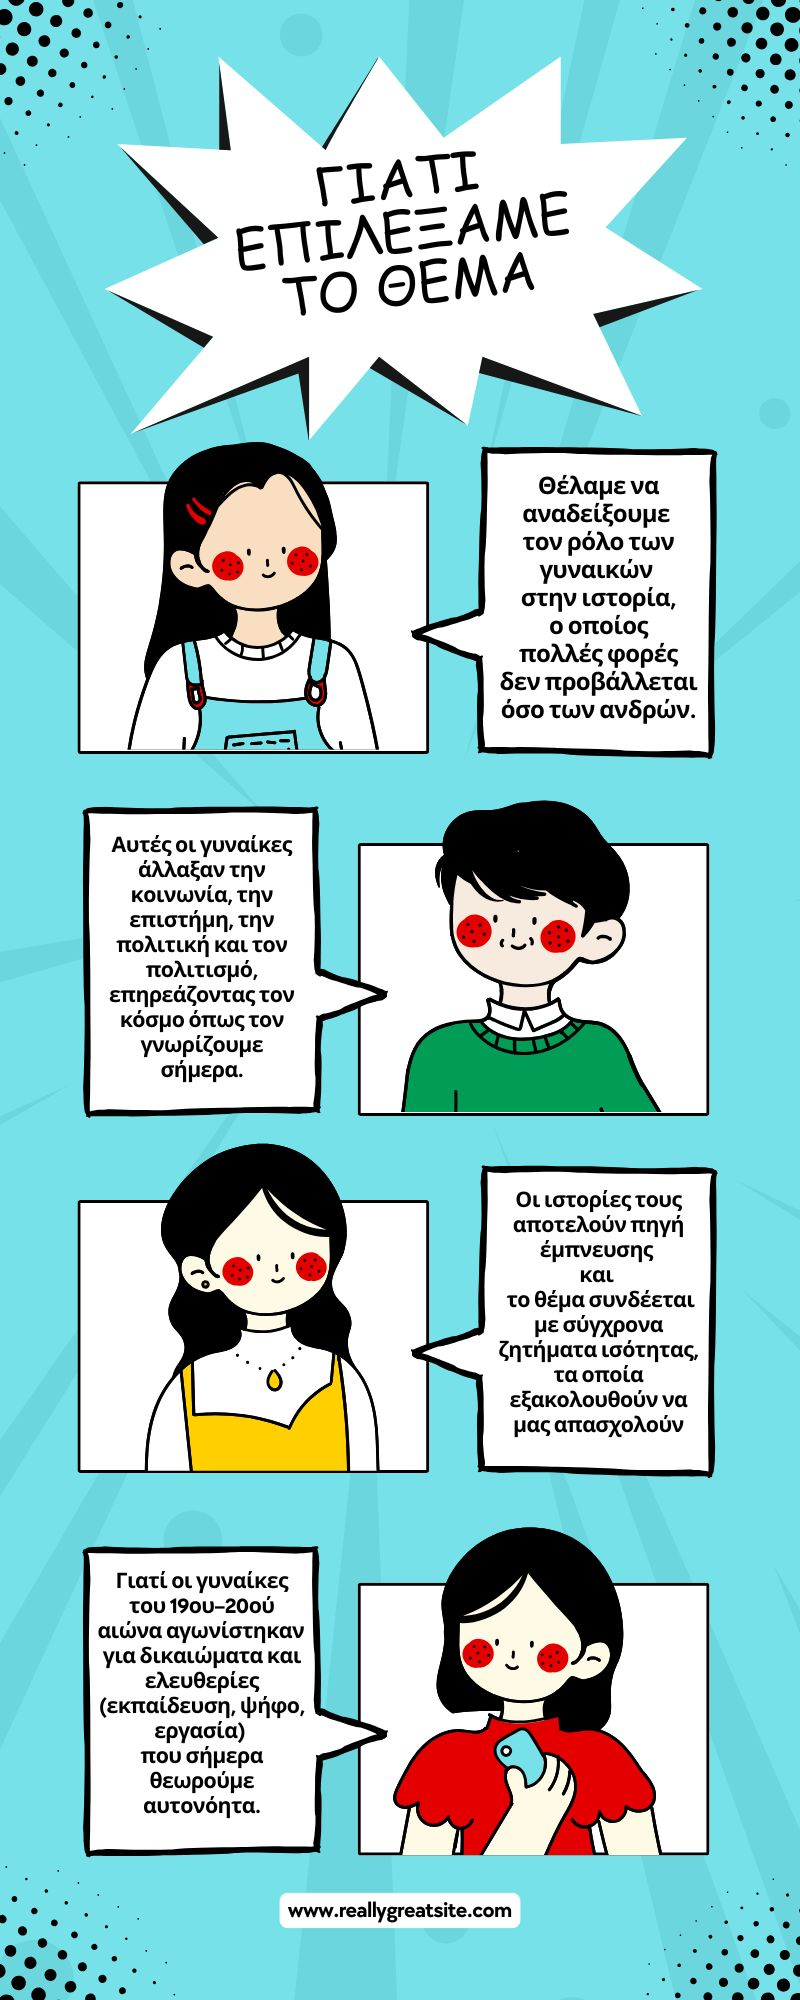 ΓΙΑΤΙ
ΕΠΙΛΕΞΑΜΕ
ΤΟ ΘΕΜΑ
Θέλαμε να
αναδείξουμε
τον ρόλο των
γυναικών
στην ιστορία,
ο οποίος
πολλές φορές
δεν προβάλλεται
όσο των ανδρών.
Αυτές οι γυναίκες
άλλαξαν την
κοινωνία, την
επιστήμη, την
πολιτική και τον
πολιτισμό,
επηρεάζοντας τον
κόσμο όπως τον
γνωρίζουμε
σήμερα.
Οι ιστορίες τους
αποτελούν πηγή
έμπνευσης
και
το θέμα συνδέεται
με σύγχρονα
ζητήματα ισότητας,
τα οποία
εξακολουθούν να
μας απασχολούν
Γιατί οι γυναίκες
του 19ου–20ού
αιώνα αγωνίστηκαν
για δικαιώματα και
ελευθερίες
(εκπαίδευση, ψήφο,
εργασία)
που σήμερα
θεωρούμε
αυτονόητα.
www.reallygreatsite.com